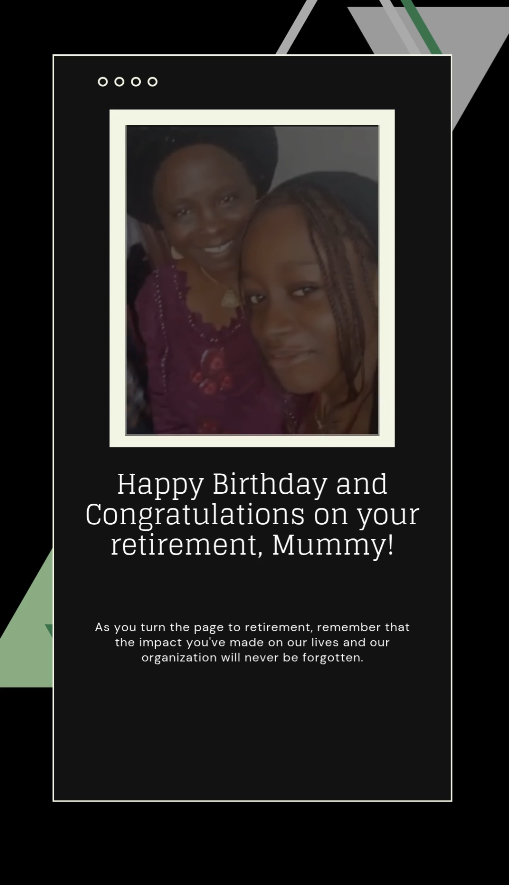 Happy Birthday and
Congratulations on your
retirement, Mummy!
As you turn the page to retirement, remember that
the impact you've made on our lives and our
organization will never be forgotten.